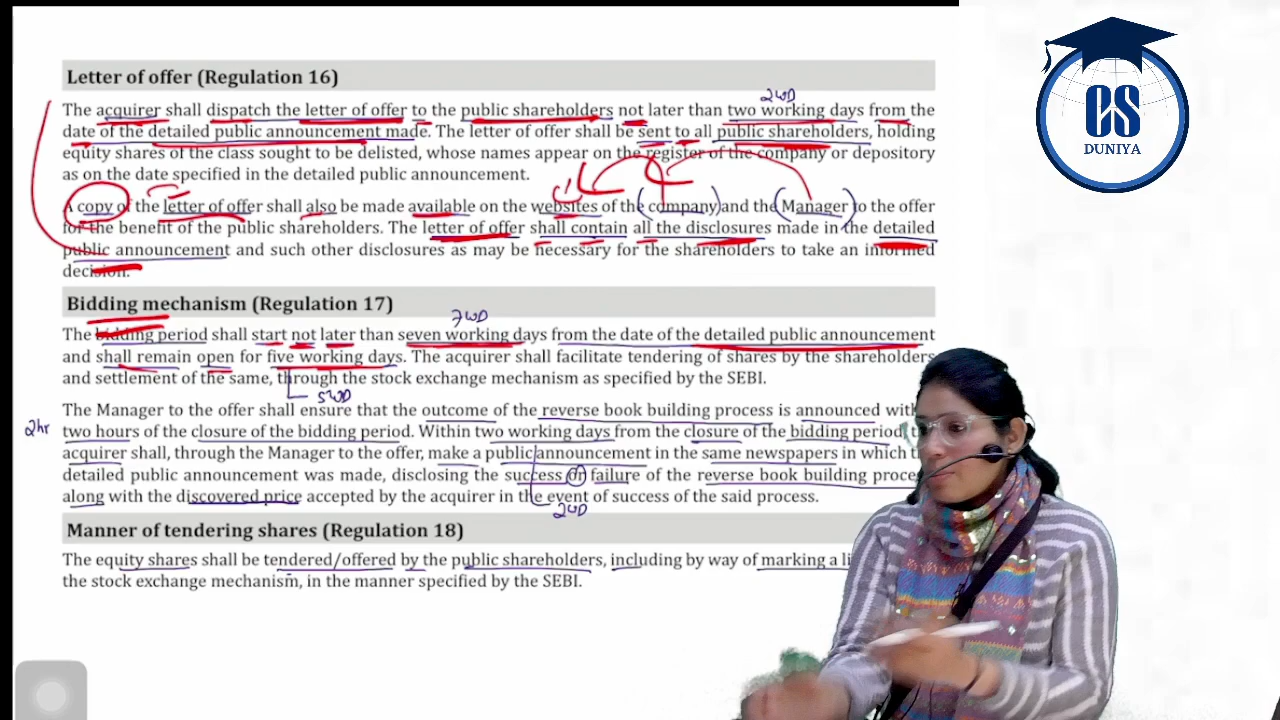 Letter of offer (Regulation 16)
2WD
The acquirer shall dispatch the letter of offer to the public shareholders not later than two working days from the
date of the detailed public announcement made. The letter of offer shall be sent to all public shareholders, holding
equity shares of the class sought to be delisted, whose names appear on the register of the company or depository
as on the date specified in the detailed public announcement.
A copy of the letter of offer shall also be made available on the websites of the company and the Manager to the offer
for the benefit of the public shareholders. The letter of offer shall contain all the disclosures made in the detailed
public announcement and such other disclosures as may be necessary for the shareholders to take an informed
decision.
Bidding mechanism (Regulation 17)
7WD
The bidding period shall start not later than seven working days from the date of the detailed public announcement
and shall remain open for five working days. The acquirer shall facilitate tendering of shares by the shareholders
and settlement of the same, through the stock exchange mechanism as specified by the SEBI.
5WD
The Manager to the offer shall ensure that the outcome of the reverse book building process is announced with
2hr
two hours of the closure of the bidding period. Within two working days from the closure of the bidding period,
acquirer shall, through the Manager to the offer, make a public announcement in the same newspapers in which
detailed public announcement was made, disclosing the success or failure of the reverse book building proce
along with the discovered price accepted by the acquirer in the event of success of the said process.
2WD
Manner of tendering shares (Regulation 18)
The equity shares shall be tendered/offered by the public shareholders, including by way of marking a li
the stock exchange mechanism, in the manner specified by the SEBI.
CS
DUNIYA